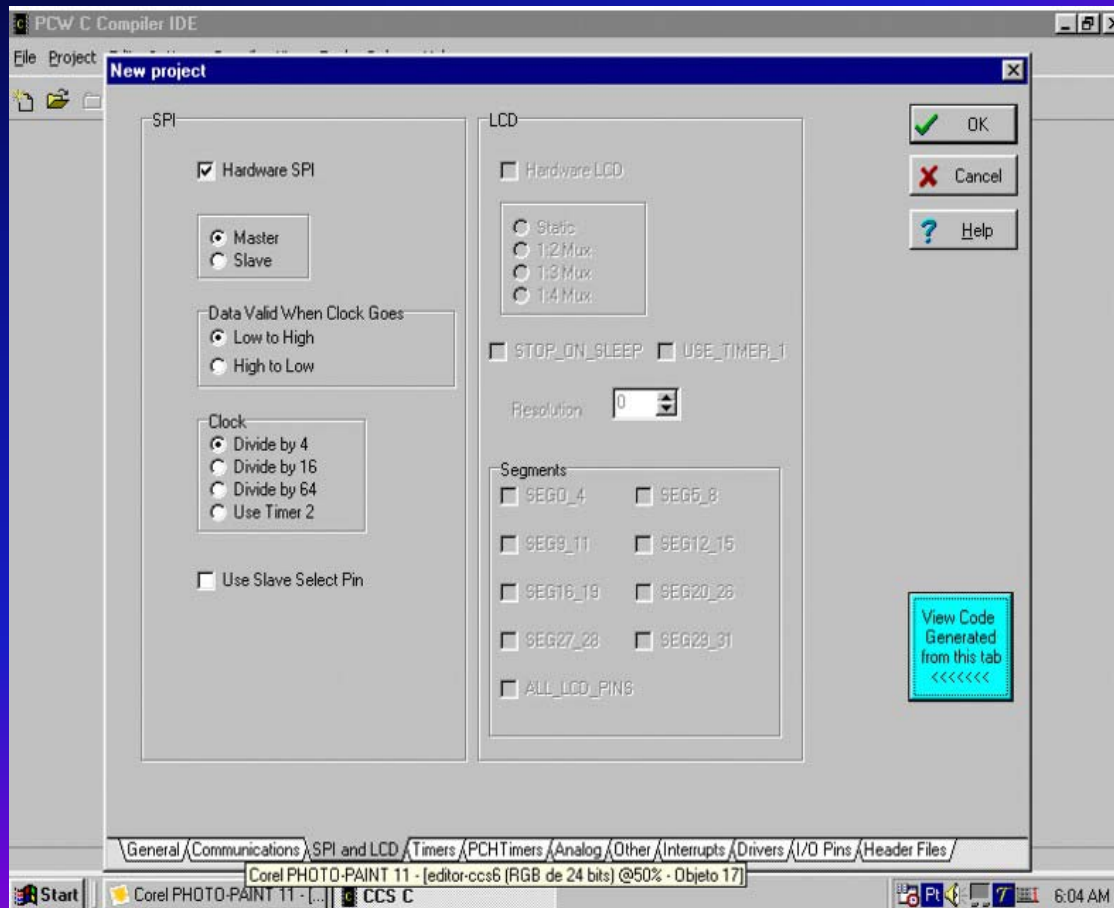 PCW C Compiler IDE
File Project
New project
SPI
Hardware SPI
Master
Slave
Data Valid When Clock Goes
Low to High
High to Low
Clock
Divide by 4
Divide by 16
Divide by 64
Use Timer 2
Use Slave Select Pin
LCD
Hardware LCD
Static
1:2 Mux
1:3 Mux
1:4 Mux
STOP_ON_SLEEP USE_TIMER_1
Resolution 0
Segments
SEG0_4 SEG5_8
SEG9_11 SEG12_15
SEG16_19 SEG20_26
SEG27_28 SEG29_31
ALL_LCD_PINS
OK
Cancel
Help
View Code
Generated
from this tab
<<<<<<<
General Communications SPI and LCD Timers PCHTimers Analog Other Interrupts Drivers I/O Pins Header Files
Corel PHOTO-PAINT 11 - [editor-ccs6 (RGB de 24 bits) @50% - Objeto 17]
Start Corel PHOTO-PAINT 11 - [... CCS C Pt 6:04 AM